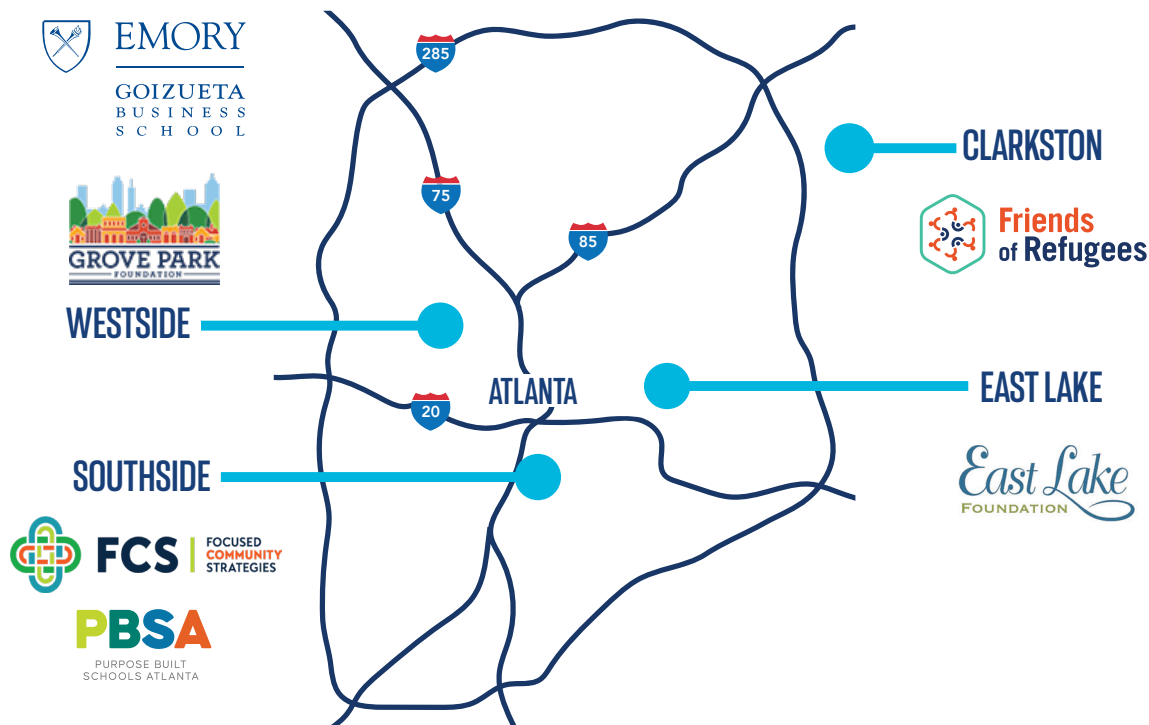 EMORY
GOIZUETA
BUSINESS
SCHOOL
GROVE PARK
FOUNDATION
WESTSIDE
SOUTHSIDE
FCS
FOCUSED
COMMUNITY
STRATEGIES
PBSA
PURPOSE BUILT
SCHOOLS ATLANTA
285
75
85
ATLANTA
20
CLARKSTON
Friends
of Refugees
EAST LAKE
East Lake
FOUNDATION